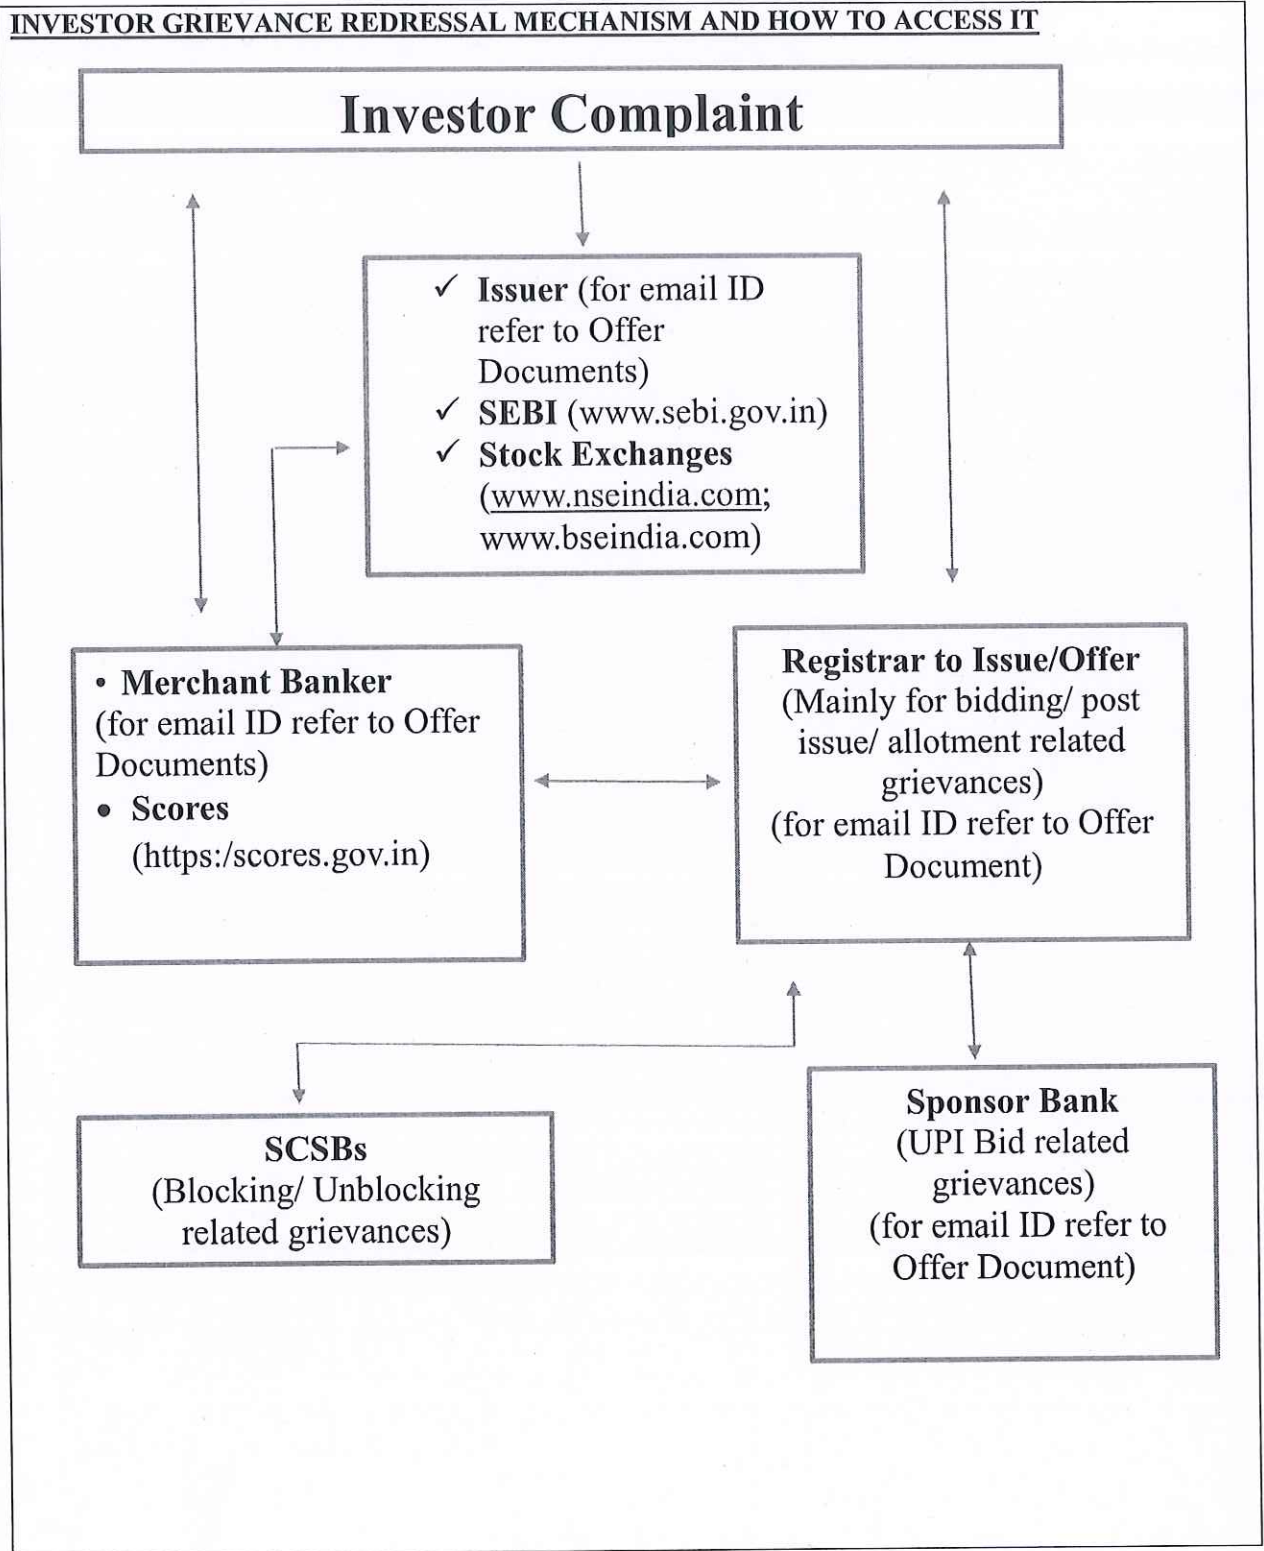 INVESTOR GRIEVANCE REDRESSAL MECHANISM AND HOW TO ACCESS IT
Investor Complaint
✓ Issuer (for email ID
refer to Offer
Documents)
✓ SEBI (www.sebi.gov.in)
✓ Stock Exchanges
(www.nseindia.com;
www.bseindia.com)
• Merchant Banker
(for email ID refer to Offer
Documents)
• Scores
(https:/scores.gov.in)
Registrar to Issue/Offer
(Mainly for bidding/ post
issue/ allotment related
grievances)
(for email ID refer to Offer
Document)
SCSBs
(Blocking/ Unblocking
related grievances)
Sponsor Bank
(UPI Bid related
grievances)
(for email ID refer to
Offer Document)